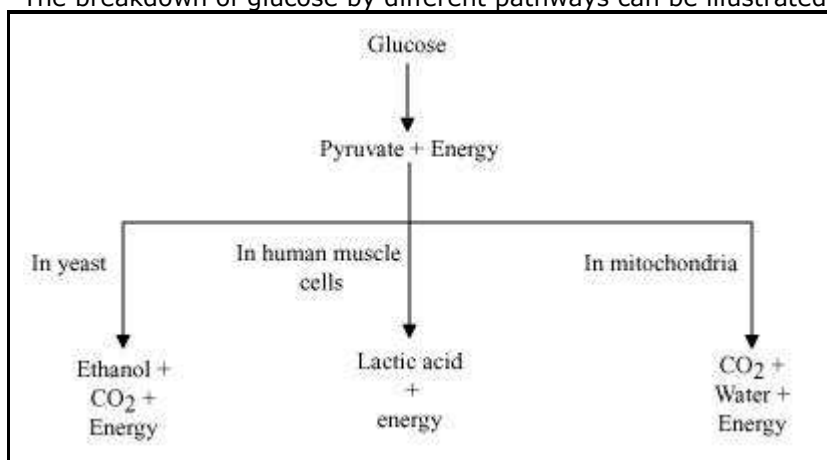 The breakdown of glucose by different pathways can be illustrated
Glucose
Pyruvate + Energy
In yeast
In human muscle
cells
In mitochondria
Ethanol +
CO2 +
Energy
Lactic acid
+
energy
CO2 +
Water +
Energy